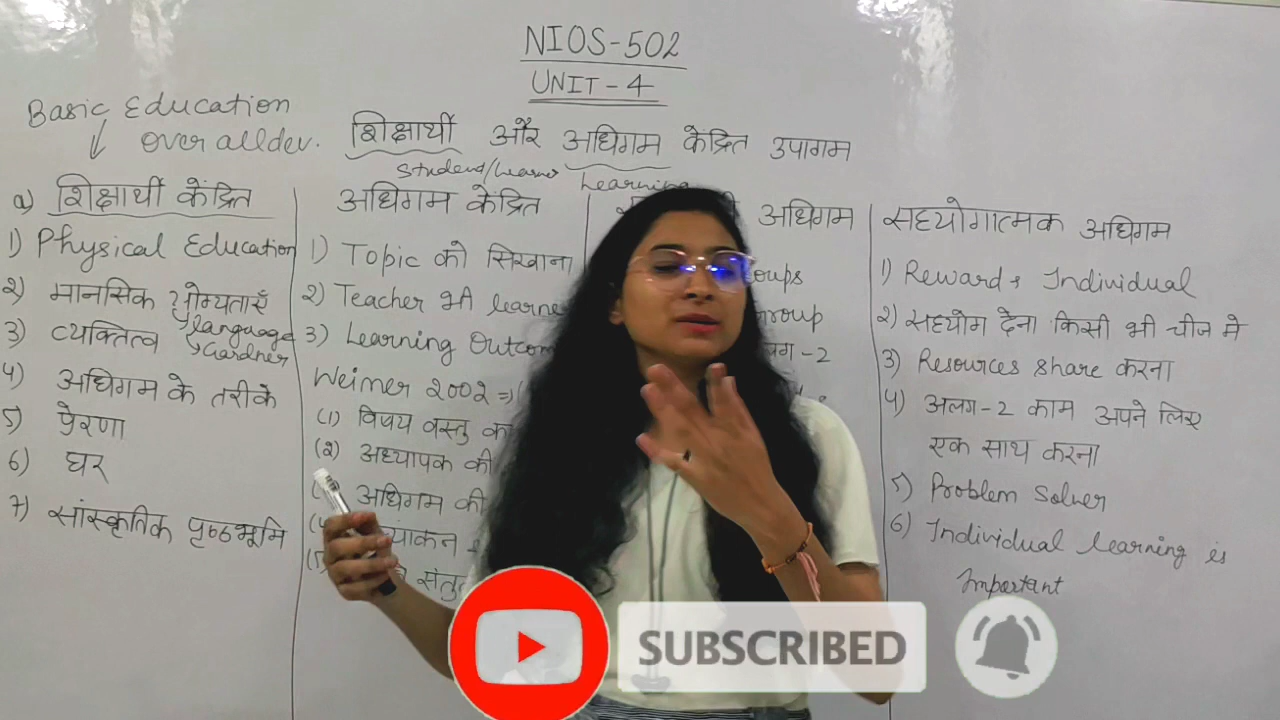 NIOS-502
UNIT-4
Basic Education
overall dev.
शिक्षार्थी और अधिगम केंद्रित उपागम
Student/Learner Learning
a) शिक्षार्थी केंद्रित
1) Physical Education
2) मानसिक योग्यताएँ
→language
→Gardner
3) व्यक्तित्व
4) अधिगम के तरीके
5) प्रेरणा
6) घर
7) सांस्कृतिक पृष्ठभूमि
अधिगम केंद्रित
1) Topic को सिखाना
2) Teacher भी
3) Learning
Weimer 2002 ⇒
(1) विषय वस्तु
(2) अध्यापक की
अधिगम की
अधिगम
-2
सहयोगात्मक अधिगम
1) Reward → Individual
2) सहयोग देना किसी भी चीज मे
3) Resources share करना
4) अलग-2 काम अपने लिए
एक साथ करना
5) Problem Solver
6) Individual learning is
Important
SUBSCRIBED